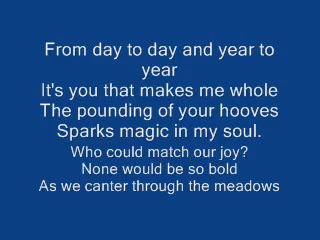 From day to day and year to
year
It's you that makes me whole
The pounding of your hooves
Sparks magic in my soul.
Who could match our joy?
None would be so bold
As we canter through the meadows